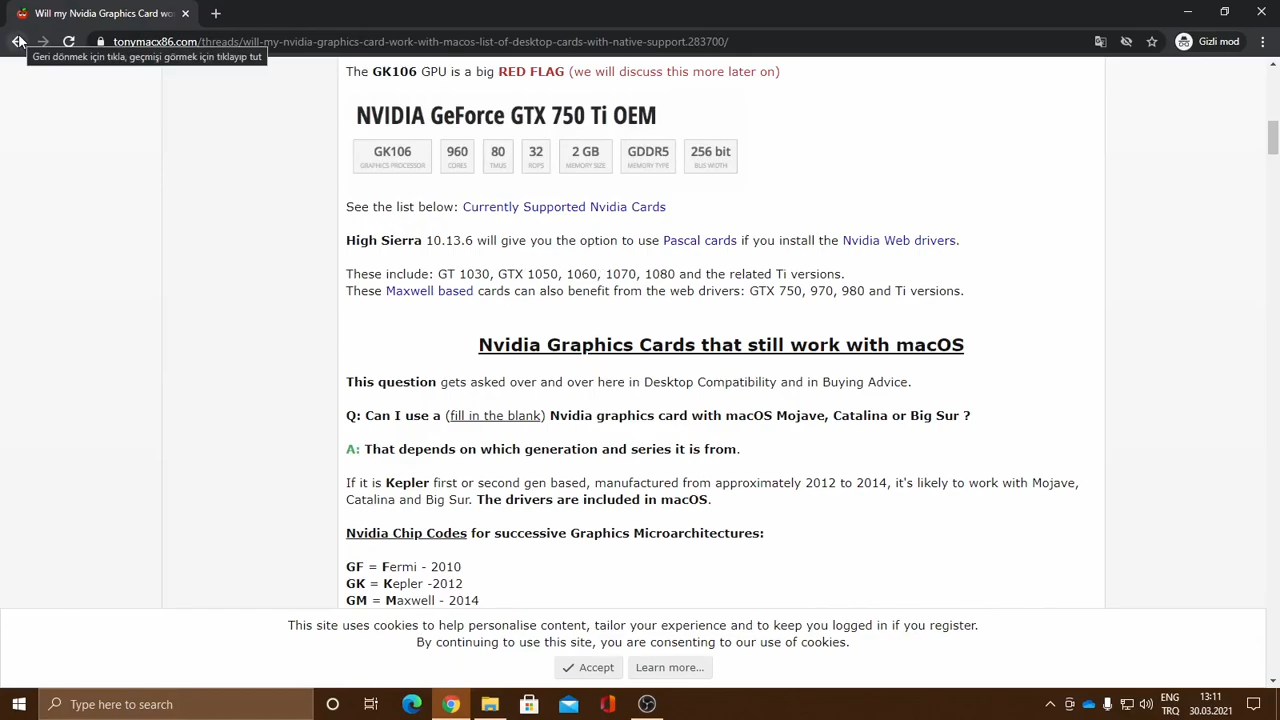 Will my Nvidia Graphics Card wo
tonymacx86.com/threads/will-my-nvidia-graphics-card-work-with-macos-list-of-desktop-cards-with-native-support.283700/
Gizli mod
Geri dönmek için tıkla, geçmişi görmek için tıklayıp tut
The GK106 GPU is a big RED FLAG (we will discuss this more later on)
NVIDIA GeForce GTX 750 Ti OEM
GK106 960 80 32 2 GB GDDR5 256 bit
GRAPHICS PROCESSOR CORES TMUS ROPS MEMORY SIZE MEMORY TYPE BUS WIDTH
See the list below: Currently Supported Nvidia Cards
High Sierra 10.13.6 will give you the option to use Pascal cards if you install the Nvidia Web drivers.
These include: GT 1030, GTX 1050, 1060, 1070, 1080 and the related Ti versions.
These Maxwell based cards can also benefit from the web drivers: GTX 750, 970, 980 and Ti versions.
Nvidia Graphics Cards that still work with macOS
This question gets asked over and over here in Desktop Compatibility and in Buying Advice.
Q: Can I use a (fill in the blank) Nvidia graphics card with macOS Mojave, Catalina or Big Sur ?
A: That depends on which generation and series it is from.
If it is Kepler first or second gen based, manufactured from approximately 2012 to 2014, it's likely to work with Mojave,
Catalina and Big Sur. The drivers are included in macOS.
Nvidia Chip Codes for successive Graphics Microarchitectures:
GF = Fermi - 2010
GK = Kepler -2012
GM = Maxwell - 2014
This site uses cookies to help personalise content, tailor your experience and to keep you logged in if you register.
By continuing to use this site, you are consenting to our use of cookies.
Accept Learn more...
Type here to search
ENG 13:11
TRQ 30.03.2021